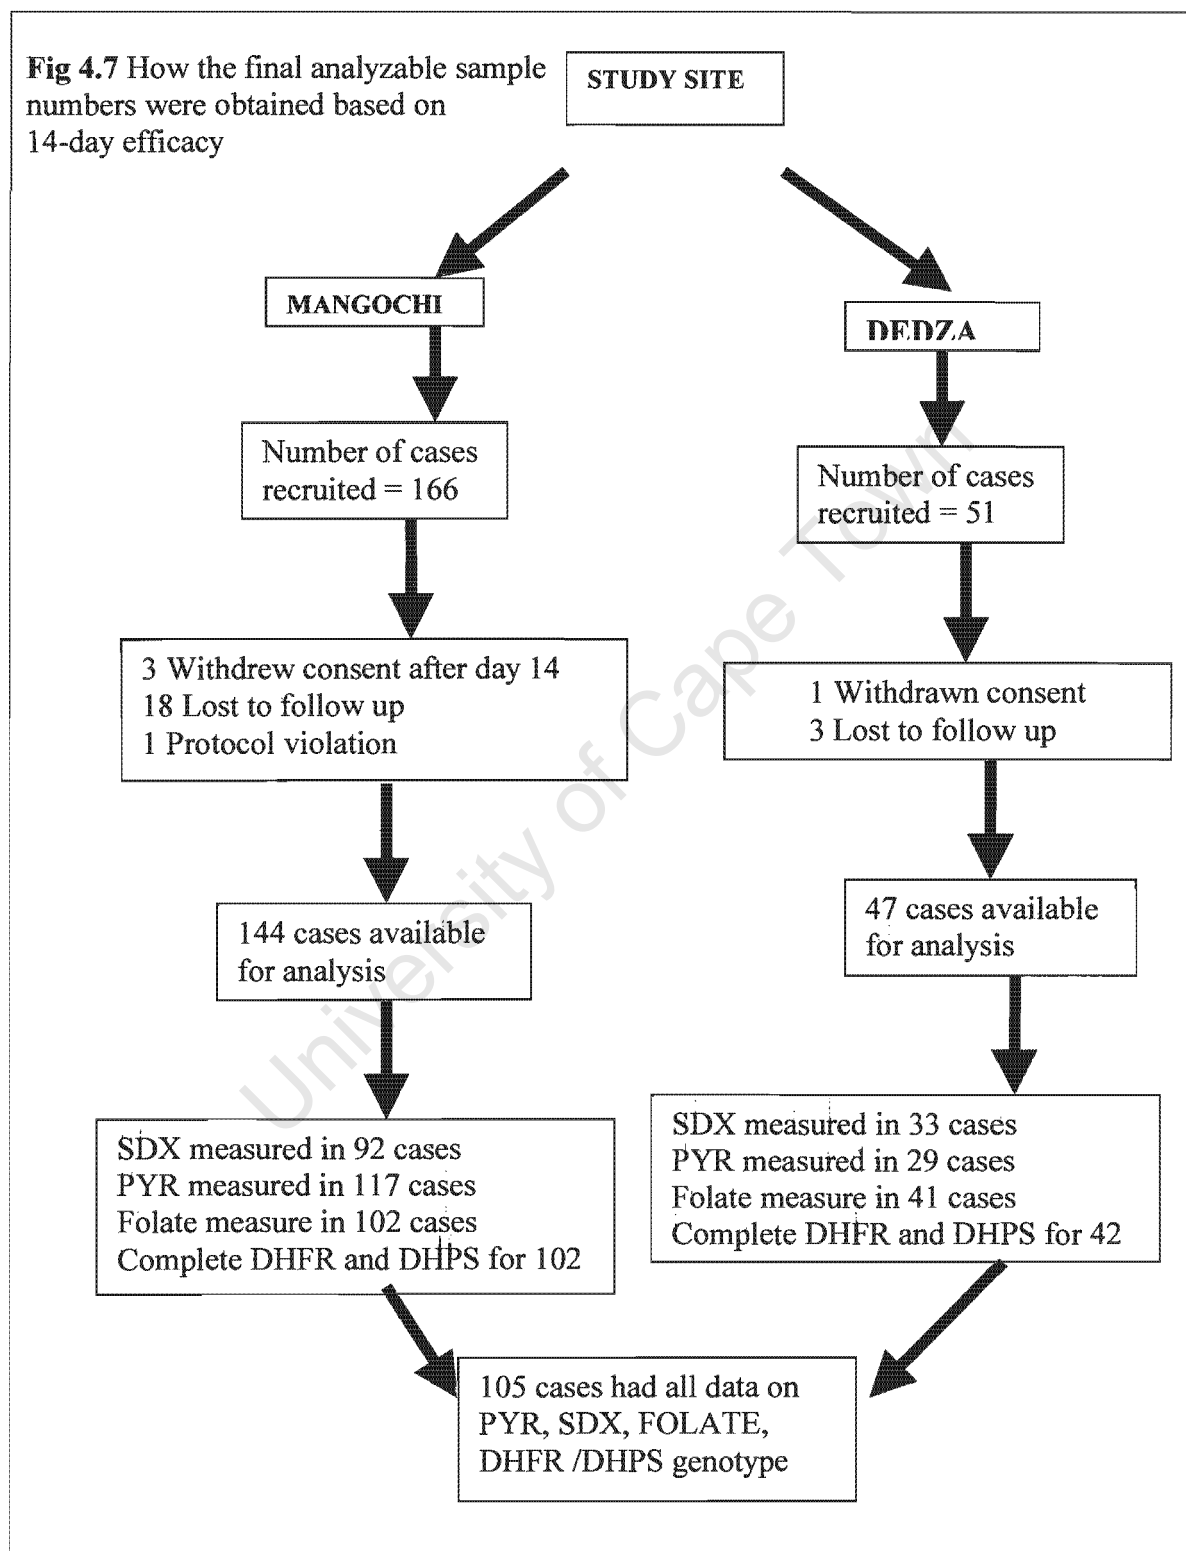 Fig 4.7 How the final analyzable sample
numbers were obtained based on
14-day efficacy
STUDY SITE
MANGOCHI
DEDZA
Number of cases
recruited = 166
Number of cases
recruited = 51
3 Withdrew consent after day 14
18 Lost to follow up
1 Protocol violation
1 Withdrawn consent
3 Lost to follow up
144 cases available
for analysis
47 cases available
for analysis
SDX measured in 92 cases
PYR measured in 117 cases
Folate measure in 102 cases
Complete DHFR and DHPS for 102
SDX measured in 33 cases
PYR measured in 29 cases
Folate measure in 41 cases
Complete DHFR and DHPS for 42
105 cases had all data on
PYR, SDX, FOLATE,
DHFR /DHPS genotype
University of Cape Town